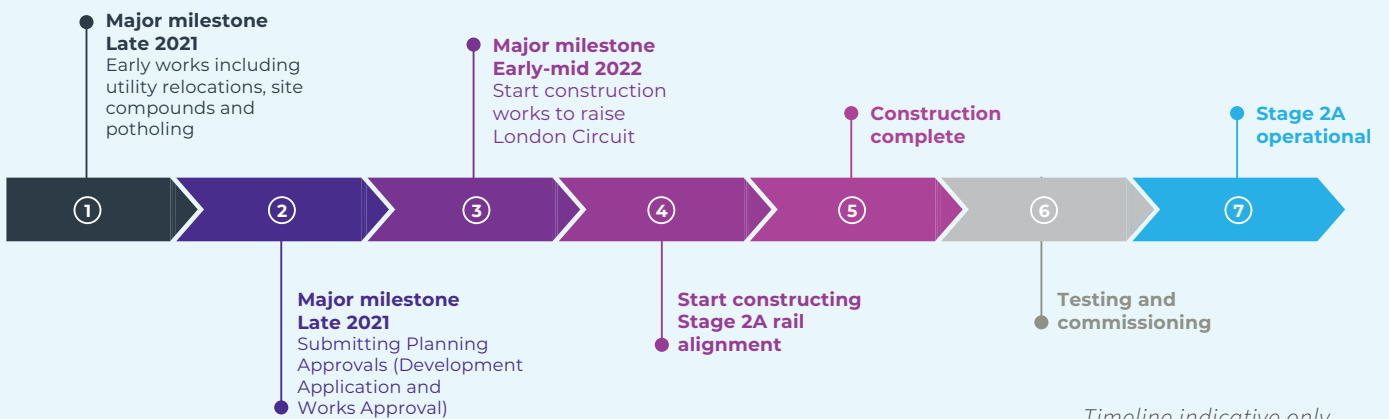 Major milestone
Late 2021
Early works including
utility relocations, site
compounds and
potholing
Major milestone
Early-mid 2022
Start construction
works to raise
London Circuit
Construction
complete
Stage 2A
operational
1
2
3
4
5
6
7
Major milestone
Late 2021
Submitting Planning
Approvals (Development
Application and
Works Approval)
Start constructing
Stage 2A rail
alignment
Testing and
commissioning
Timeline indicative only